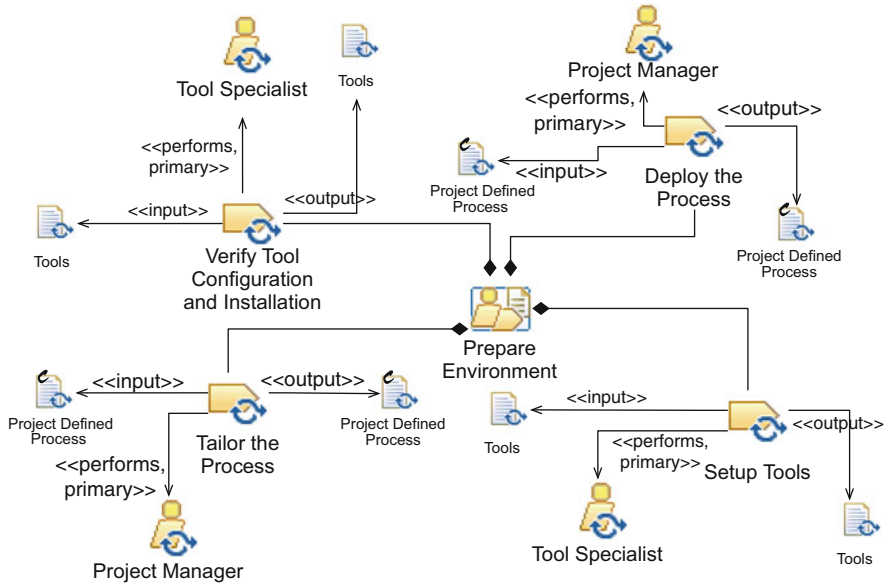 Tool Specialist
Tools
<<performs,
primary>>
<<input>>
<<output>>
Tools
Verify Tool
Configuration
and Installation
Project Manager
<<performs,
primary>>
<<output>>
<<input>>
Project Defined
Process
Deploy the
Process
Project Defined
Process
Prepare
Environment
<<input>>
<<output>>
Project Defined
Process
Tailor the
Process
Project Defined
Process
<<performs,
primary>>
Project Manager
<<input>>
Tools
<<performs,
primary>>
<<output>>
Setup Tools
Tool Specialist
Tools